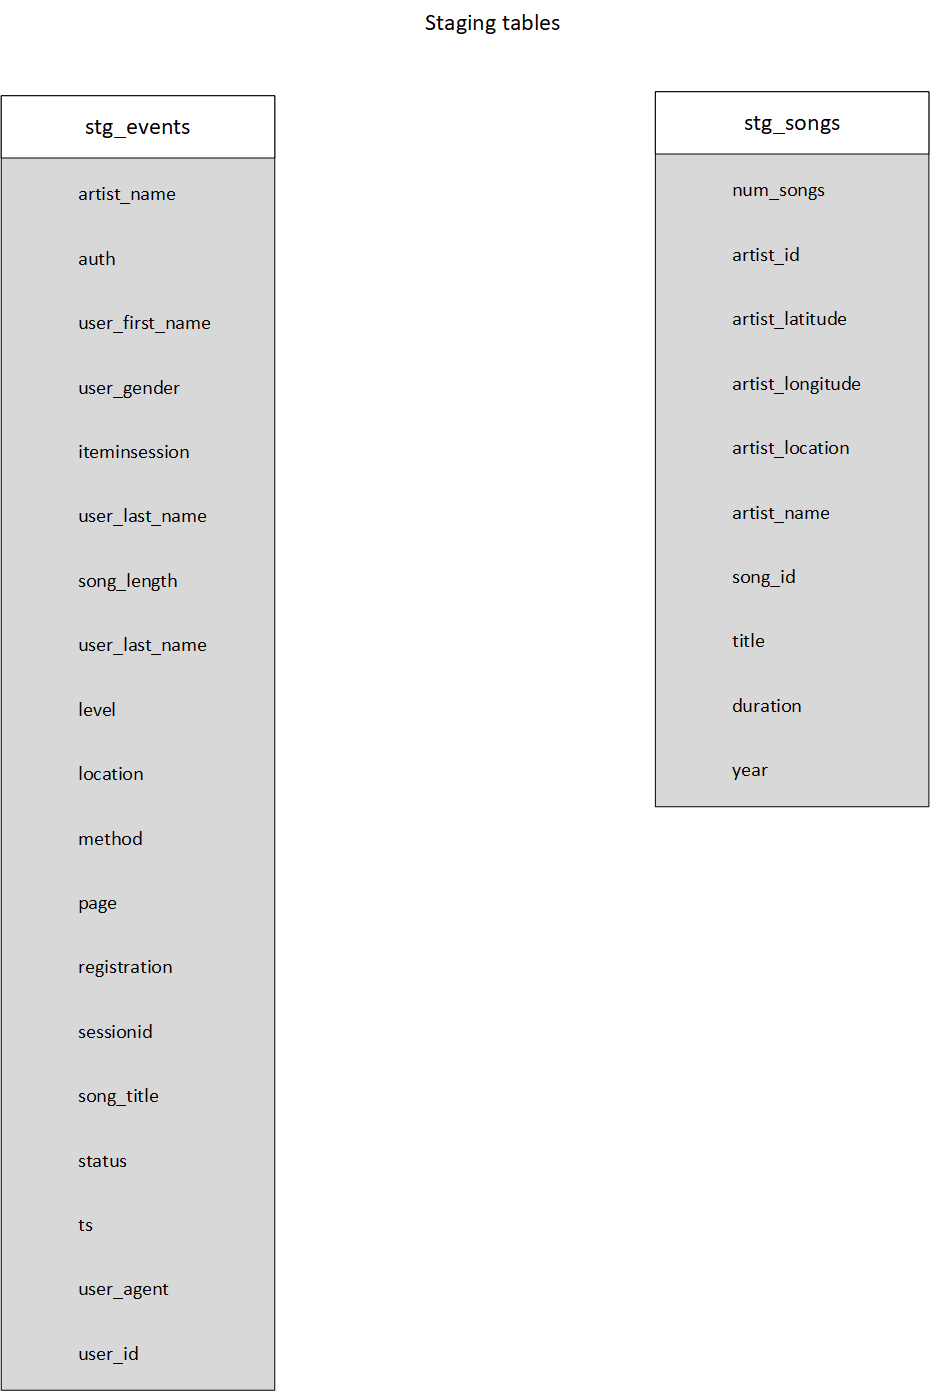 Staging tables
stg_events
artist_name
auth
user_first_name
user_gender
iteminsession
user_last_name
song_length
user_last_name
level
location
method
page
registration
sessionid
song_title
status
ts
user_agent
user_id
stg_songs
num_songs
artist_id
artist_latitude
artist_longitude
artist_location
artist_name
song_id
title
duration
year